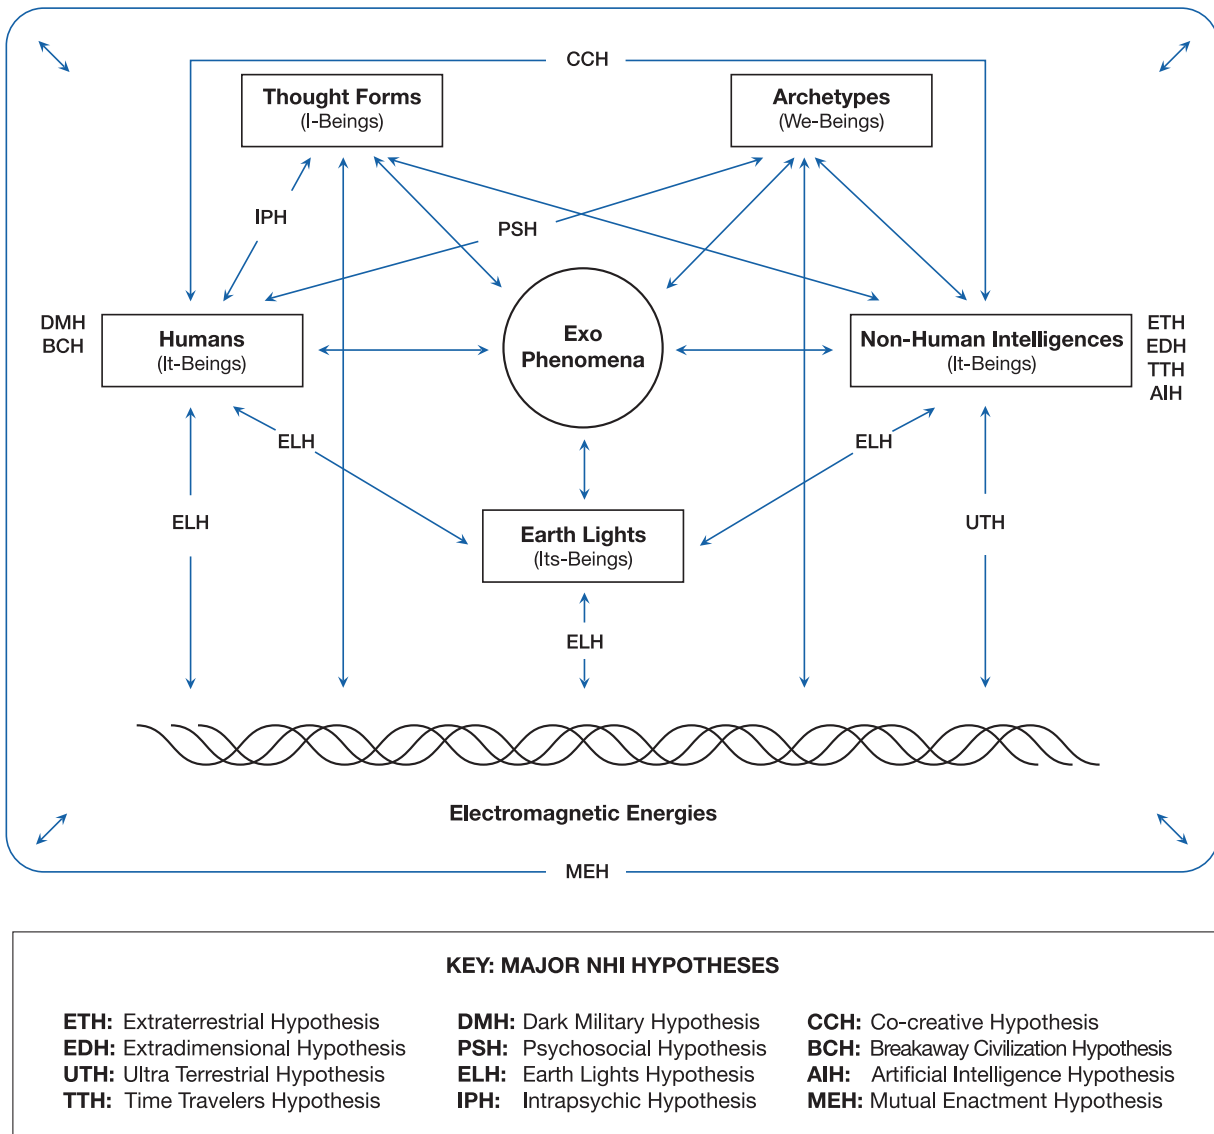 CCH
Thought Forms
(I-Beings)
Archetypes
(We-Beings)
IPH
PSH
DMH
BCH
Humans
(It-Beings)
Exo
Phenomena
Non-Human Intelligences
(It-Beings)
ETH
EDH
TTH
AIH
ELH
ELH
ELH
UTH
Earth Lights
(Its-Beings)
ELH
Electromagnetic Energies
MEH
KEY: MAJOR NHI HYPOTHESES
ETH: Extraterrestrial Hypothesis
EDH: Extradimensional Hypothesis
UTH: Ultra Terrestrial Hypothesis
TTH: Time Travelers Hypothesis
DMH: Dark Military Hypothesis
PSH: Psychosocial Hypothesis
ELH: Earth Lights Hypothesis
IPH: Intrapsychic Hypothesis
CCH: Co-creative Hypothesis
BCH: Breakaway Civilization Hypothesis
AIH: Artificial Intelligence Hypothesis
MEH: Mutual Enactment Hypothesis